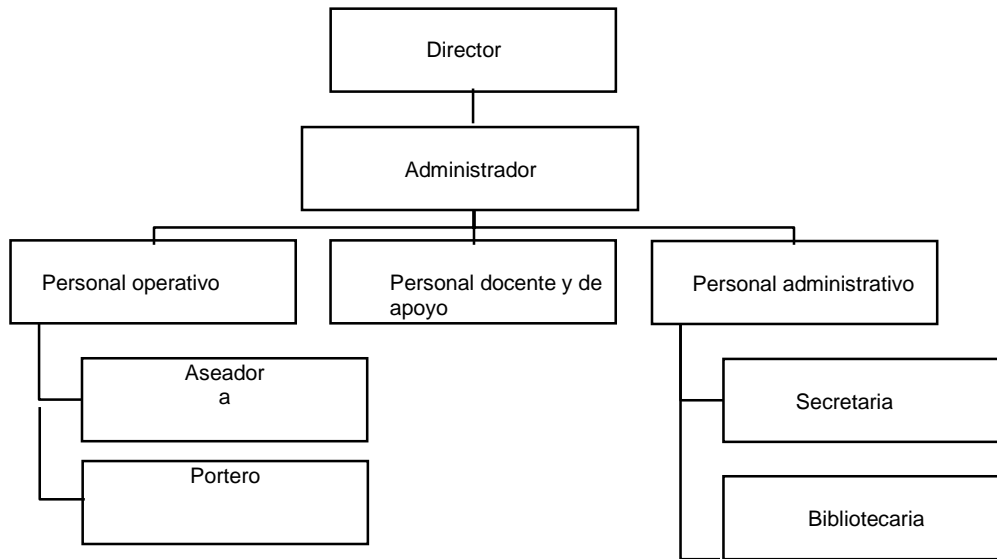 Director
Administrador
Personal operativo
Personal docente y de
apoyo
Personal administrativo
Aseador
a
Secretaria
Portero
Bibliotecaria